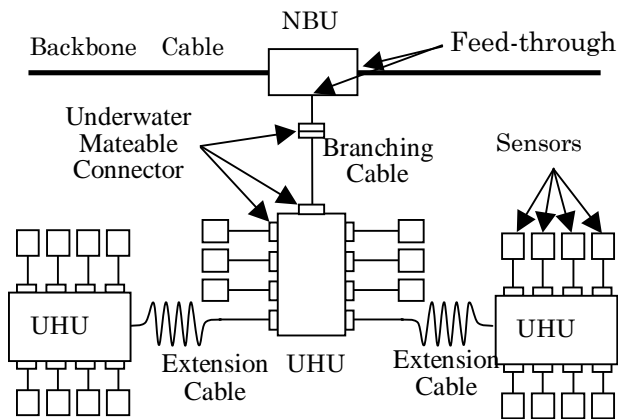 NBU
Backbone Cable
Feed-through
Underwater
Mateable
Connector
Branching
Cable
Sensors
UHU
UHU
UHU
Extension
Cable
Extension
Cable